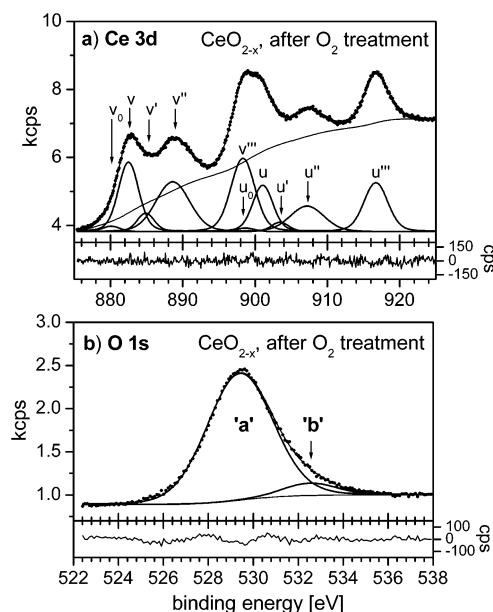 a) Ce 3d CeO2-x, after O2 treatment
kcps
10
8
6
4
v0 v v' v''
v'''
u0 u u' u'' u'''
150
0
-150
cps
880 890 900 910 920
b) O 1s CeO2-x, after O2 treatment
kcps
3.0
2.5
2.0
1.5
1.0
'a' 'b'
100
0
-100
cps
522 524 526 528 530 532 534 536 538
binding energy [eV]